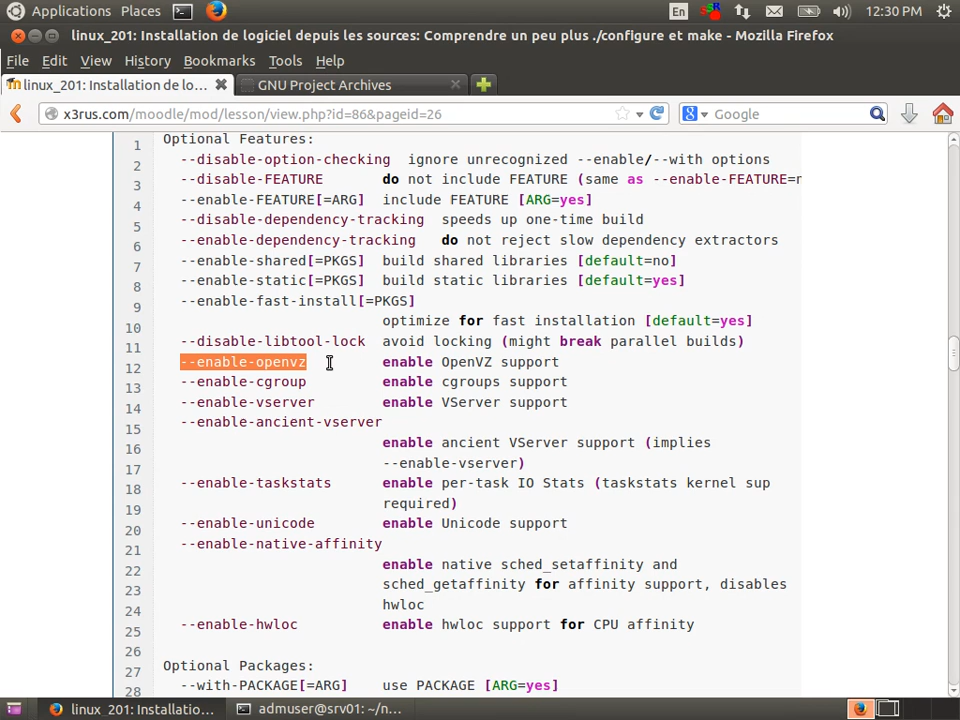 Applications Places En 12:30 PM
linux_201: Installation de logiciel depuis les sources: Comprendre un peu plus ./configure et make - Mozilla Firefox
File Edit View History Bookmarks Tools Help
linux_201: Installation de lo... GNU Project Archives
x3rus.com/moodle/mod/lesson/view.php?id=86&pageid=26 Google
1 Optional Features:
2 --disable-option-checking ignore unrecognized --enable/--with options
3 --disable-FEATURE do not include FEATURE (same as --enable-FEATURE=n
4 --enable-FEATURE[=ARG] include FEATURE [ARG=yes]
5 --disable-dependency-tracking speeds up one-time build
6 --enable-dependency-tracking do not reject slow dependency extractors
7 --enable-shared[=PKGS] build shared libraries [default=no]
8 --enable-static[=PKGS] build static libraries [default=yes]
9 --enable-fast-install[=PKGS]
10 optimize for fast installation [default=yes]
11 --disable-libtool-lock avoid locking (might break parallel builds)
12 --enable-openvz enable OpenVZ support
13 --enable-cgroup enable cgroups support
14 --enable-vserver enable VServer support
15 --enable-ancient-vserver
16 enable ancient VServer support (implies
17 --enable-vserver)
18 --enable-taskstats enable per-task IO Stats (taskstats kernel sup
19 required)
20 --enable-unicode enable Unicode support
21 --enable-native-affinity
22 enable native sched_setaffinity and
23 sched_getaffinity for affinity support, disables
24 hwloc
25 --enable-hwloc enable hwloc support for CPU affinity
26
27 Optional Packages:
28 --with-PACKAGE[=ARG] use PACKAGE [ARG=yes]
linux_201: Installatio... admuser@srv01: ~/n...